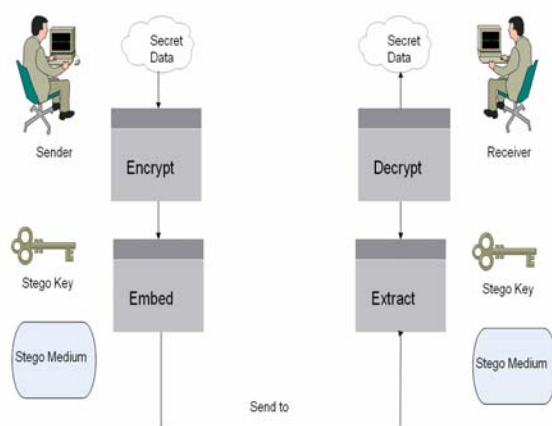 Secret
Data
Secret
Data
Sender
Encrypt
Decrypt
Receiver
Stego Key
Embed
Extract
Stego Key
Stego Medium
Stego Medium
Send to